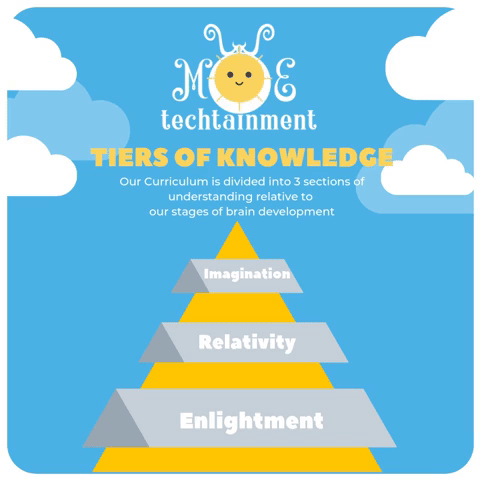 MOE
techtainment
TIERS OF KNOWLEDGE
Our Curriculum is divided into 3 sections of
understanding relative to
our stages of brain development
Imagination
Relativity
Enlightment